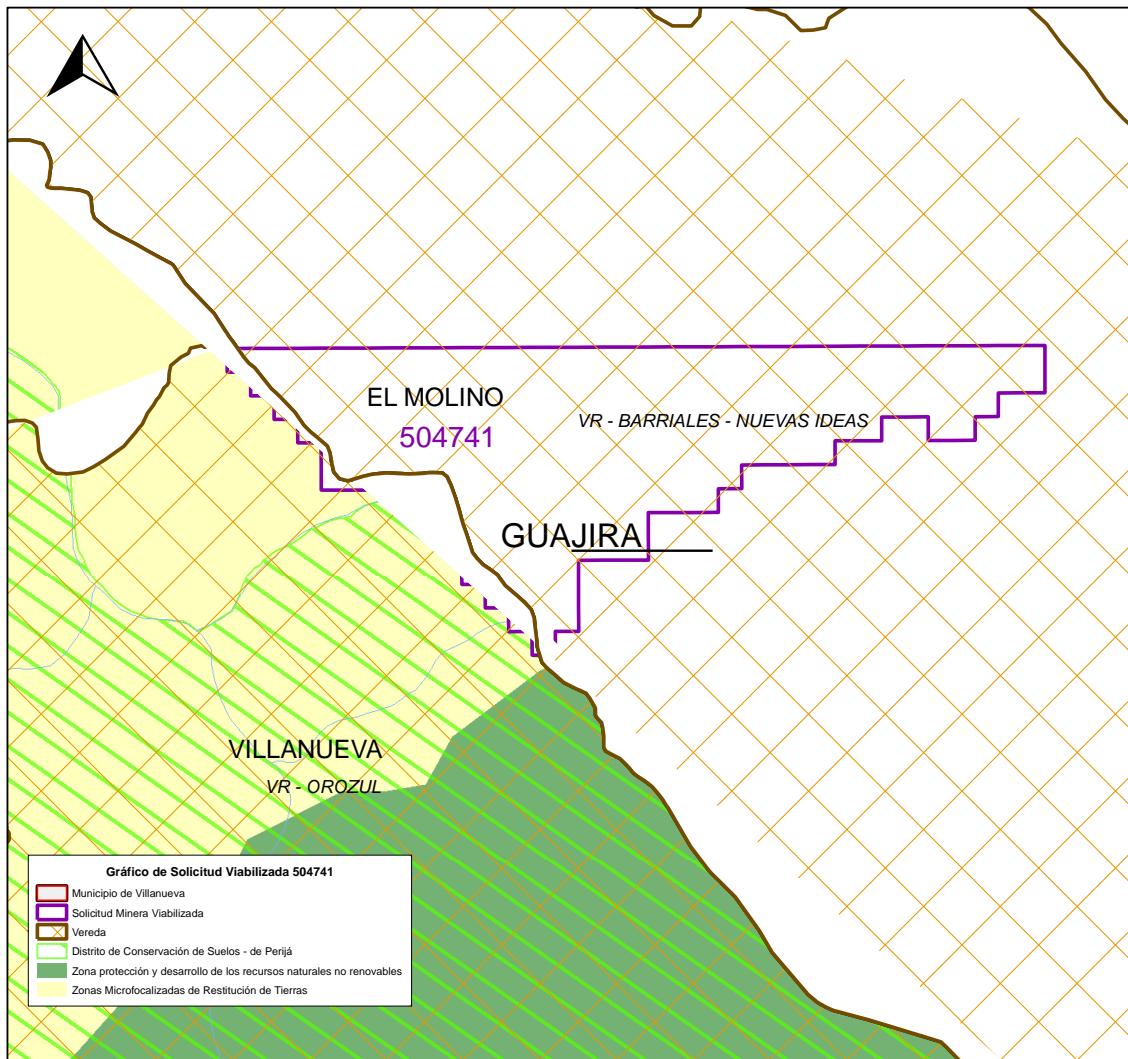 EL MOLINO
504741
VR - BARRIALES - NUEVAS IDEAS
GUAJIRA
VILLANUEVA
VR - OROZUL
Gráfico de Solicitud Viabilizada 504741
Municipio de Villanueva
Solicitud Minera Viabilizada
Vereda
Distrito de Conservación de Suelos - de Perijá
Zona protección y desarrollo de los recursos naturales no renovables
Zonas Microfocalizadas de Restitución de Tierras